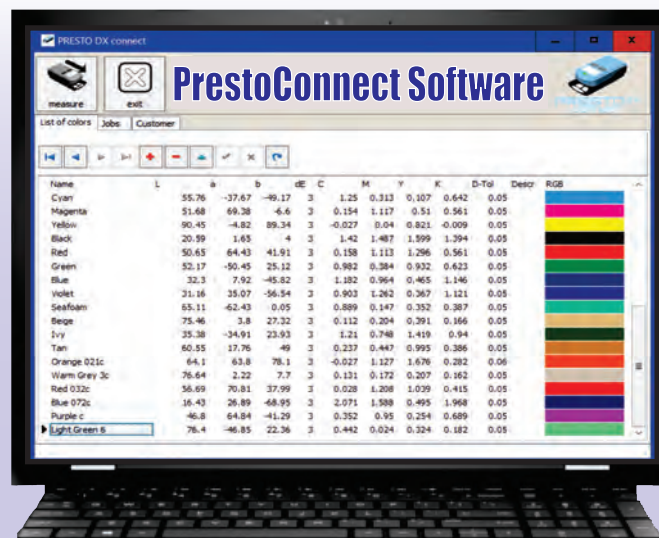 PRESTO DX connect
measure
exit
PrestoConnect Software
List of colors Jobs Customer
Name L a b dE C M Y K D-Tol Descr RGB
Cyan 55.76 -37.67 -49.17 3 1.25 0.313 0.107 0.642 0.05
Magenta 51.68 69.38 -6.6 3 0.154 1.117 0.51 0.561 0.05
Yellow 90.45 -4.82 89.34 3 -0.027 0.04 0.821 -0.009 0.05
Black 20.59 1.65 4 3 1.42 1.487 1.599 1.394 0.05
Red 50.65 64.43 41.91 3 0.158 1.113 1.296 0.561 0.05
Green 52.17 -50.45 25.12 3 0.982 0.384 0.932 0.623 0.05
Blue 32.3 7.92 -45.82 3 1.182 0.964 0.465 1.146 0.05
violet 31.16 35.07 -56.54 3 0.903 1.262 0.367 1.121 0.05
Seafoam 65.11 -62.43 0.05 3 0.889 0.147 0.352 0.387 0.05
Beige 75.46 3.8 27.32 3 0.112 0.204 0.391 0.166 0.05
Ivy 35.38 -34.91 23.93 3 1.21 0.748 1.419 0.94 0.05
Tan 60.55 17.76 49 3 0.237 0.447 0.995 0.386 0.05
Orange 021c 64.1 63.8 78.1 3 -0.027 1.127 1.676 0.282 0.06
Warm Grey 3c 76.64 2.22 7.7 3 0.131 0.172 0.207 0.162 0.05
Red 032c 56.69 70.81 37.99 3 0.028 1.208 1.039 0.415 0.05
Blue 072c 16.43 26.89 -68.95 3 2.071 1.588 0.495 1.968 0.05
Purple c 46.8 64.84 -41.29 3 0.352 0.95 0.254 0.689 0.05
Light Green 6 76.4 -46.85 22.36 3 0.442 0.024 0.324 0.182 0.05